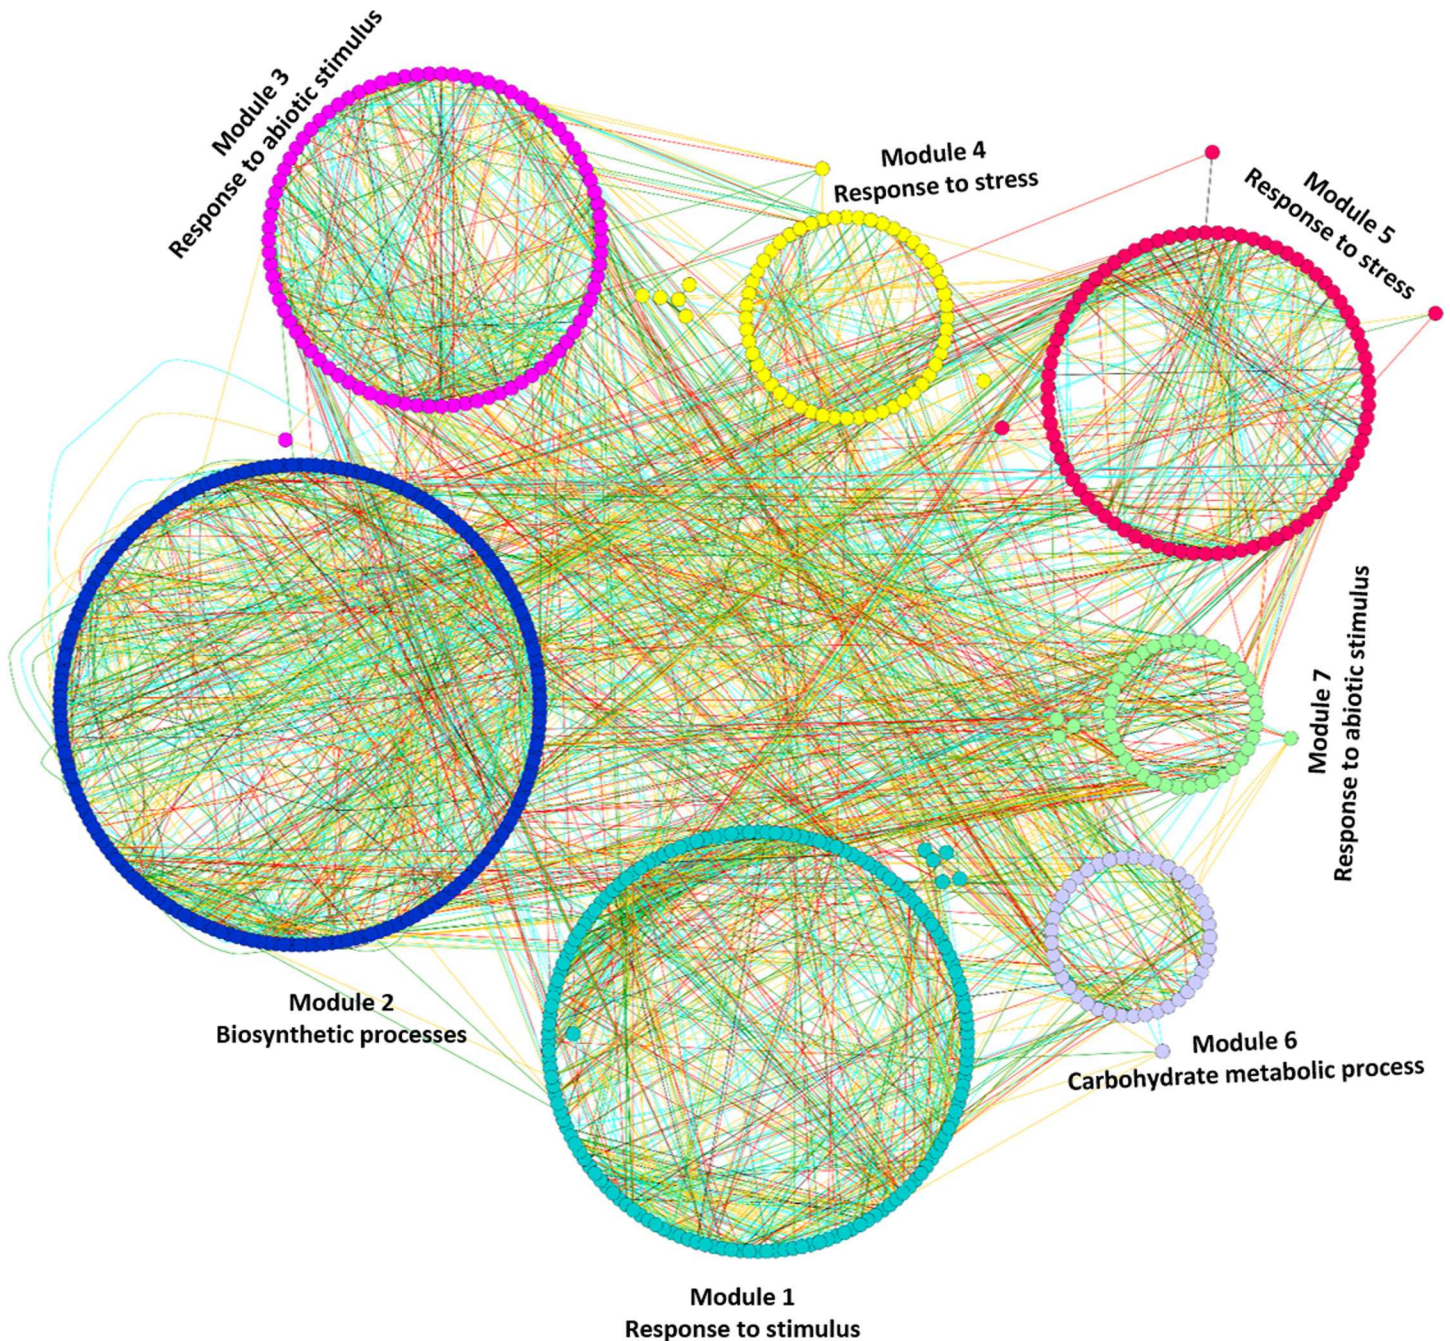 Module 3
Response to abiotic stimulus
Module 4
Response to stress
Module 5
Response to stress
Module 7
Response to abiotic stimulus
Module 2
Biosynthetic processes
Module 6
Carbohydrate metabolic process
Module 1
Response to stimulus